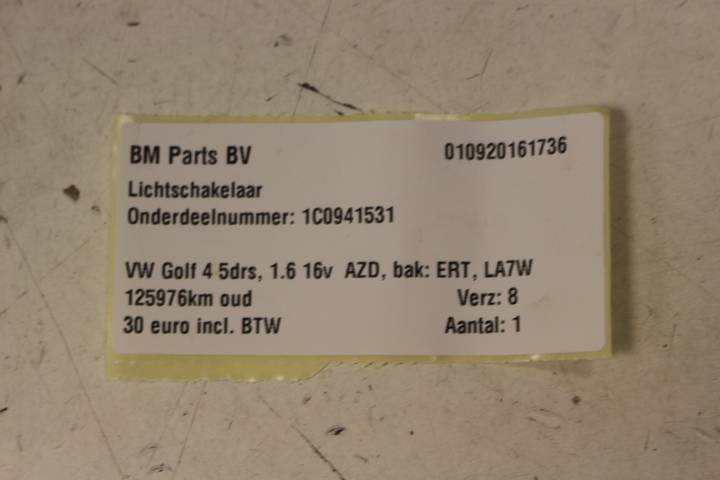 BM Parts BV 010920161736
Lichtschakelaar
Onderdeelnummer: 1C0941531
VW Golf 4 5drs, 1.6 16v AZD, bak: ERT, LA7W
125976km oud Verz: 8
30 euro incl. BTW Aantal: 1